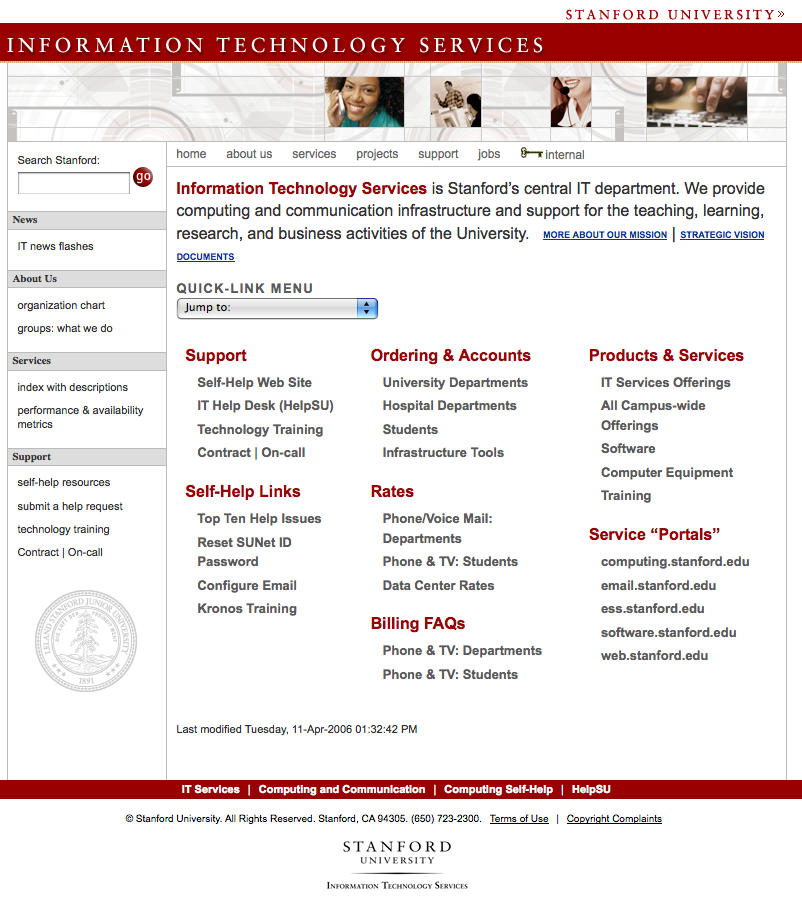 STANFORD UNIVERSITY»
INFORMATION TECHNOLOGY SERVICES
Search Stanford:
go
News
IT news flashes
About Us
organization chart
groups: what we do
Services
index with descriptions
performance & availability
metrics
Support
self-help resources
submit a help request
technology training
Contract | On-call
LELAND STANFORD JUNIOR UNIVERSITY
DIE LUFT DER FREIHEIT WEHT
1891
home about us services projects support jobs internal
Information Technology Services is Stanford’s central IT department. We provide
computing and communication infrastructure and support for the teaching, learning,
research, and business activities of the University. MORE ABOUT OUR MISSION | STRATEGIC VISION
DOCUMENTS
QUICK-LINK MENU
Jump to:
Support
Self-Help Web Site
IT Help Desk (HelpSU)
Technology Training
Contract | On-call
Self-Help Links
Top Ten Help Issues
Reset SUNet ID
Password
Configure Email
Kronos Training
Ordering & Accounts
University Departments
Hospital Departments
Students
Infrastructure Tools
Rates
Phone/Voice Mail:
Departments
Phone & TV: Students
Data Center Rates
Billing FAQs
Phone & TV: Departments
Phone & TV: Students
Products & Services
IT Services Offerings
All Campus-wide
Offerings
Software
Computer Equipment
Training
Service “Portals”
computing.stanford.edu
email.stanford.edu
ess.stanford.edu
software.stanford.edu
web.stanford.edu
Last modified Tuesday, 11-Apr-2006 01:32:42 PM
IT Services | Computing and Communication | Computing Self-Help | HelpSU
© Stanford University. All Rights Reserved. Stanford, CA 94305. (650) 723-2300. Terms of Use | Copyright Complaints
STANFORD
UNIVERSITY
INFORMATION TECHNOLOGY SERVICES